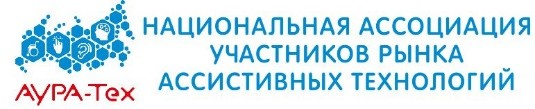 НАЦИОНАЛЬНАЯ АССОЦИАЦИЯ
УЧАСТНИКОВ РЫНКА
АССИСТИВНЫХ ТЕХНОЛОГИЙ
АУРА-Тех